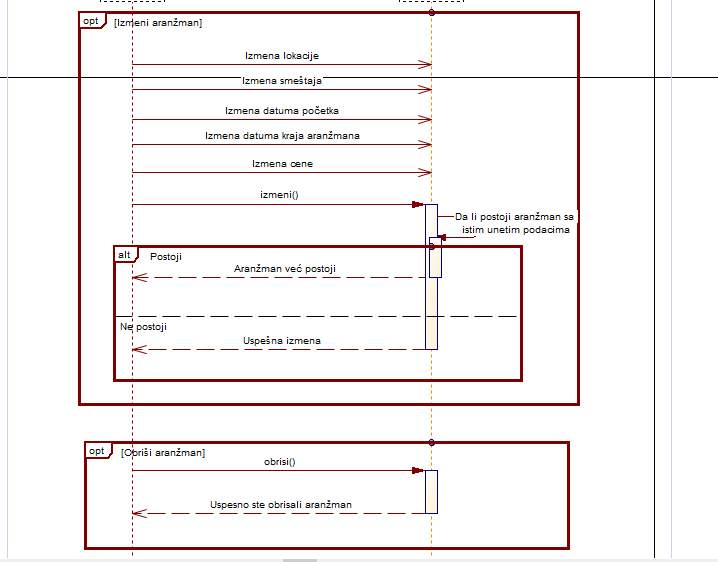 opt [Izmeni aranžman]
Izmena lokacije
Izmena smeštaja
Izmena datuma početka
Izmena datuma kraja aranžmana
Izmena cene
izmeni()
Da li postoji aranžman sa
istim unetim podacima
alt Postoji
Aranžman već postoji
Ne postoji
Uspešna izmena
opt [Obriši aranžman]
obrisi()
Uspesno ste obrisali aranžman